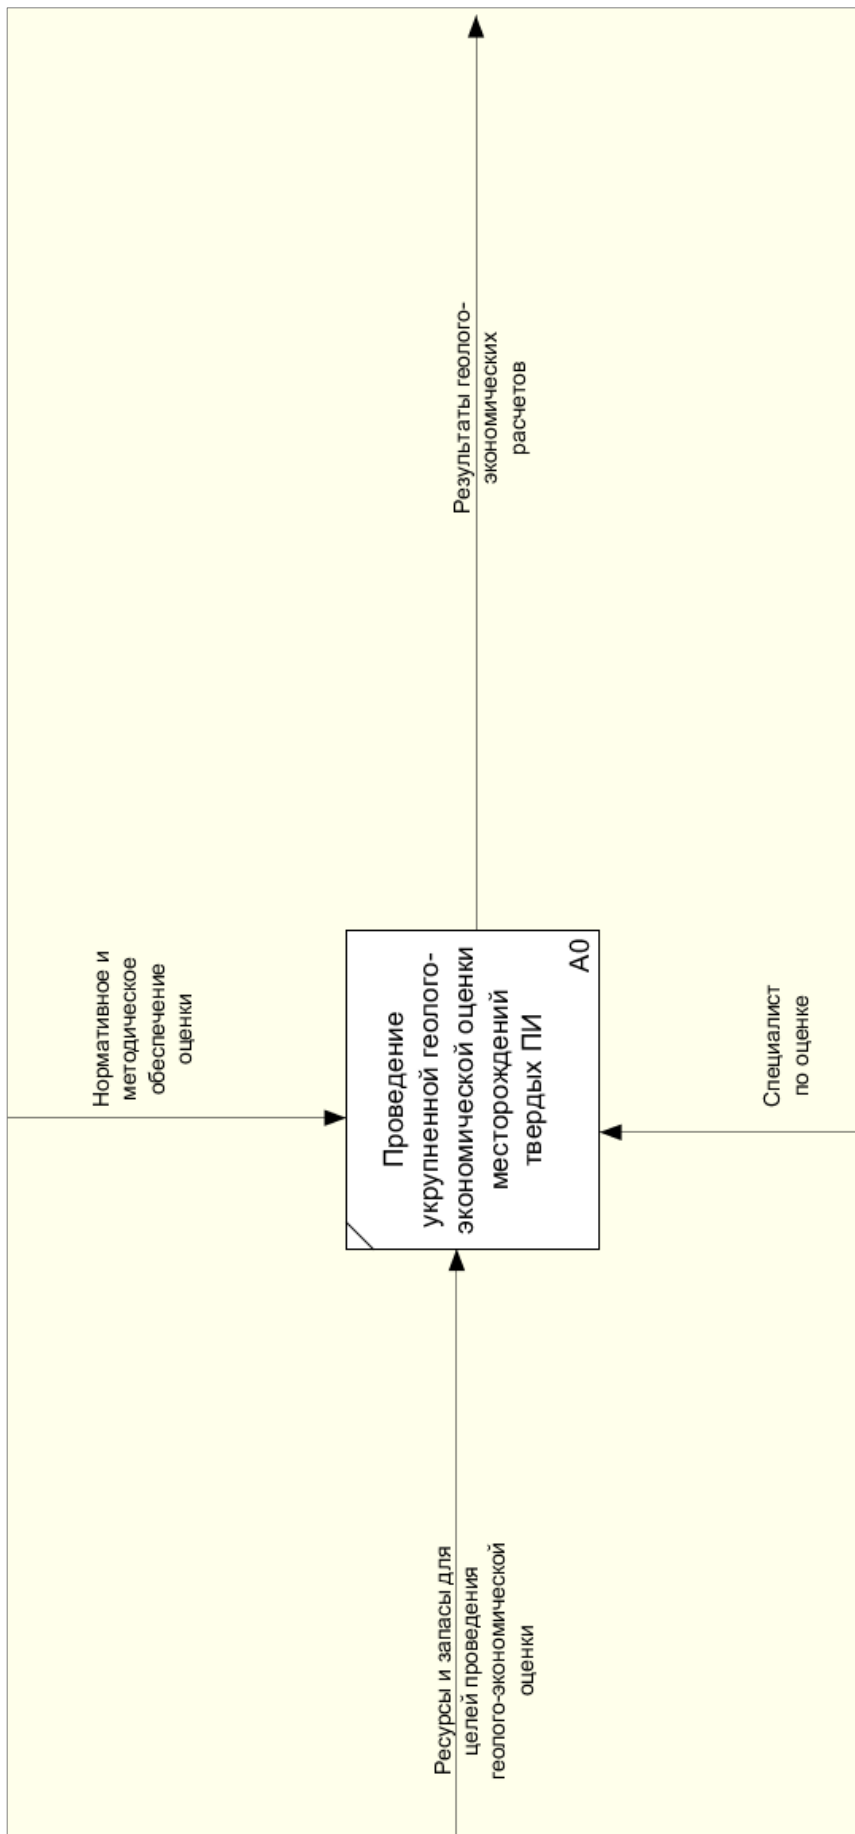 Нормативное и
методическое
обеспечение
оценки
Ресурсы и запасы для
целей проведения
геолого-экономической
оценки
Проведение
укрупненной геолого-
экономической оценки
месторождений
твердых ПИ
A0
Результаты геолого-
экономических
расчетов
Специалист
по оценке